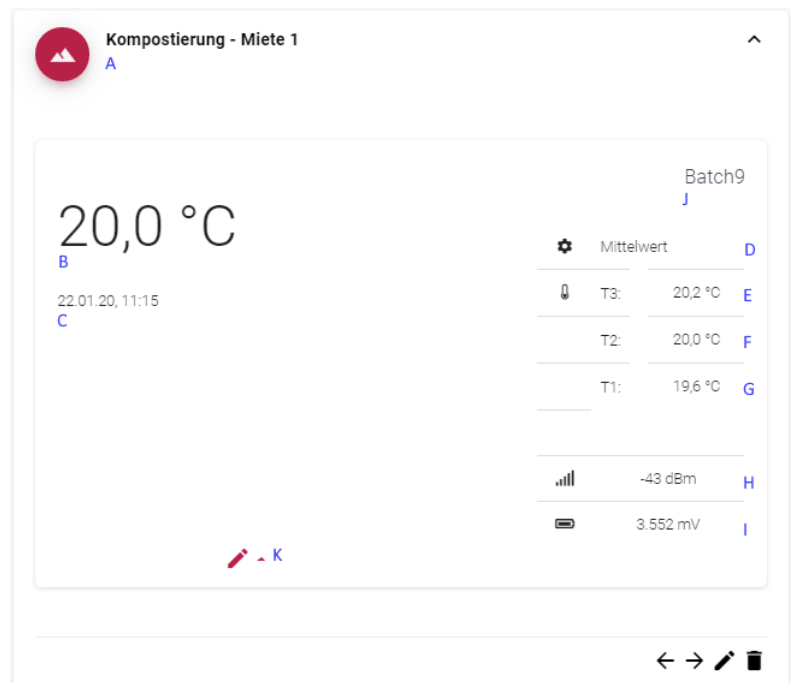 Kompostierung - Miete 1
A
Batch9
J
20,0 °C
B
22.01.20, 11:15
C
Mittelwert D
T3: 20,2 °C E
T2: 20,0 °C F
T1: 19,6 °C G
-43 dBm H
3.552 mV I
K